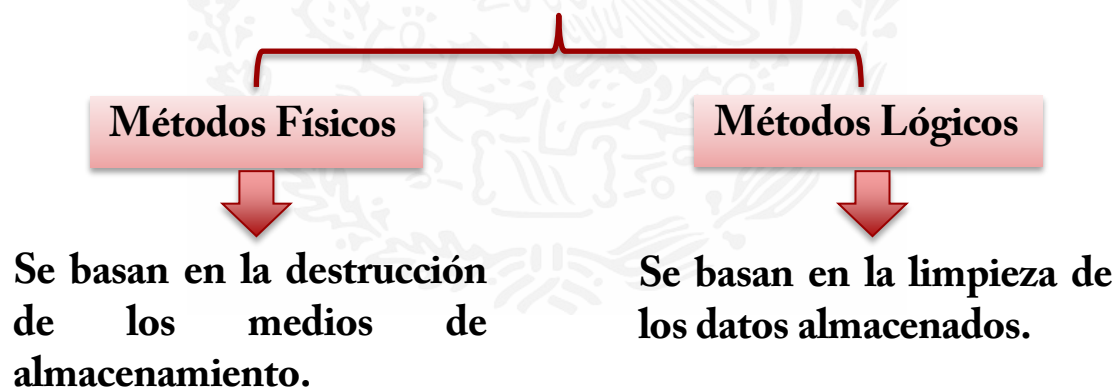 Métodos Físicos
Métodos Lógicos
Se basan en la destrucción
de los medios de
almacenamiento.
Se basan en la limpieza de
los datos almacenados.